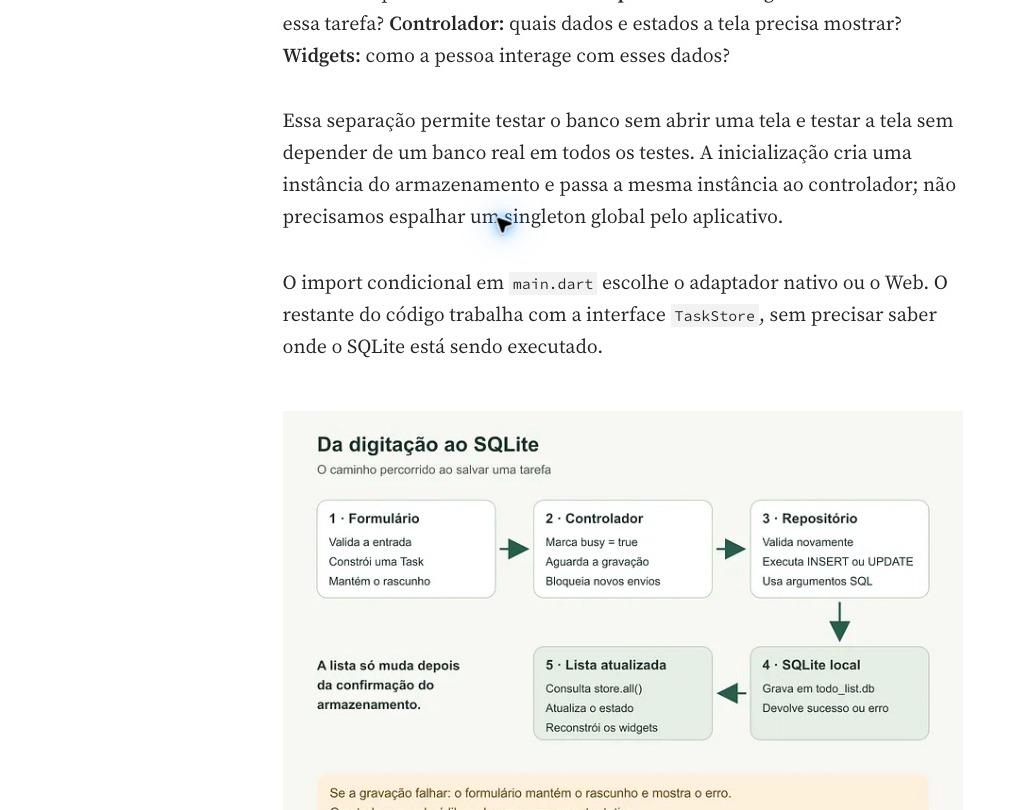 essa tarefa? Controlador: quais dados e estados a tela precisa mostrar?
Widgets: como a pessoa interage com esses dados?
Essa separação permite testar o banco sem abrir uma tela e testar a tela sem
depender de um banco real em todos os testes. A inicialização cria uma
instância do armazenamento e passa a mesma instância ao controlador; não
precisamos espalhar um singleton global pelo aplicativo.
O import condicional em main.dart escolhe o adaptador nativo ou o Web. O
restante do código trabalha com a interface TaskStore, sem precisar saber
onde o SQLite está sendo executado.
Da digitação ao SQLite
O caminho percorrido ao salvar uma tarefa
1 · Formulário
Valida a entrada
Constrói uma Task
Mantém o rascunho
2 · Controlador
Marca busy = true
Aguarda a gravação
Bloqueia novos envios
3 · Repositório
Valida novamente
Executa INSERT ou UPDATE
Usa argumentos SQL
4 · SQLite local
Grava em todo_list.db
Devolve sucesso ou erro
5 · Lista atualizada
Consulta store.all()
Atualiza o estado
Reconstrói os widgets
A lista só muda depois
da confirmação do
armazenamento.
Se a gravação falhar: o formulário mantém o rascunho e mostra o erro.